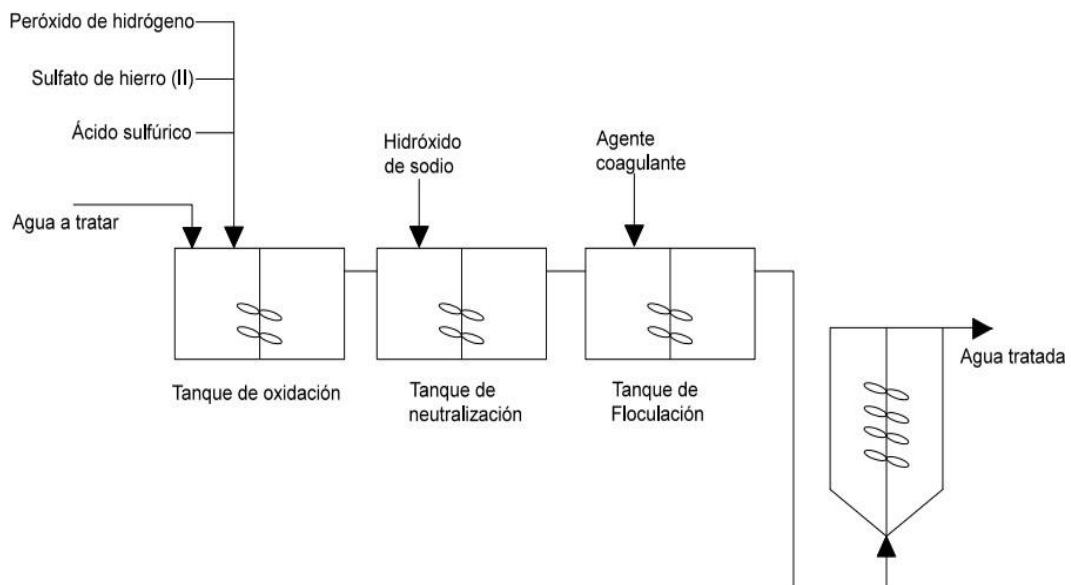 Peróxido de hidrógeno
Sulfato de hierro (II)
Ácido sulfúrico
Agua a tratar
Hidróxido
de sodio
Agente
coagulante
Tanque de oxidación
Tanque de
neutralización
Tanque de
Floculación
Agua tratada